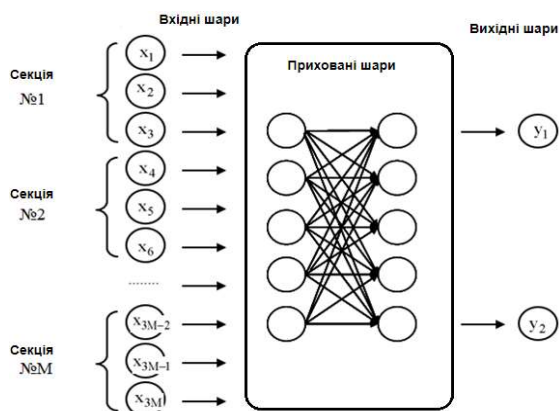 Вхідні шари
Вихідні шари
Приховані шари
Секція
№1
x1
x2
x3
Секція
№2
x4
x5
x6
..........
Секція
№M
x3M–2
x3M–1
x3M
y1
y2